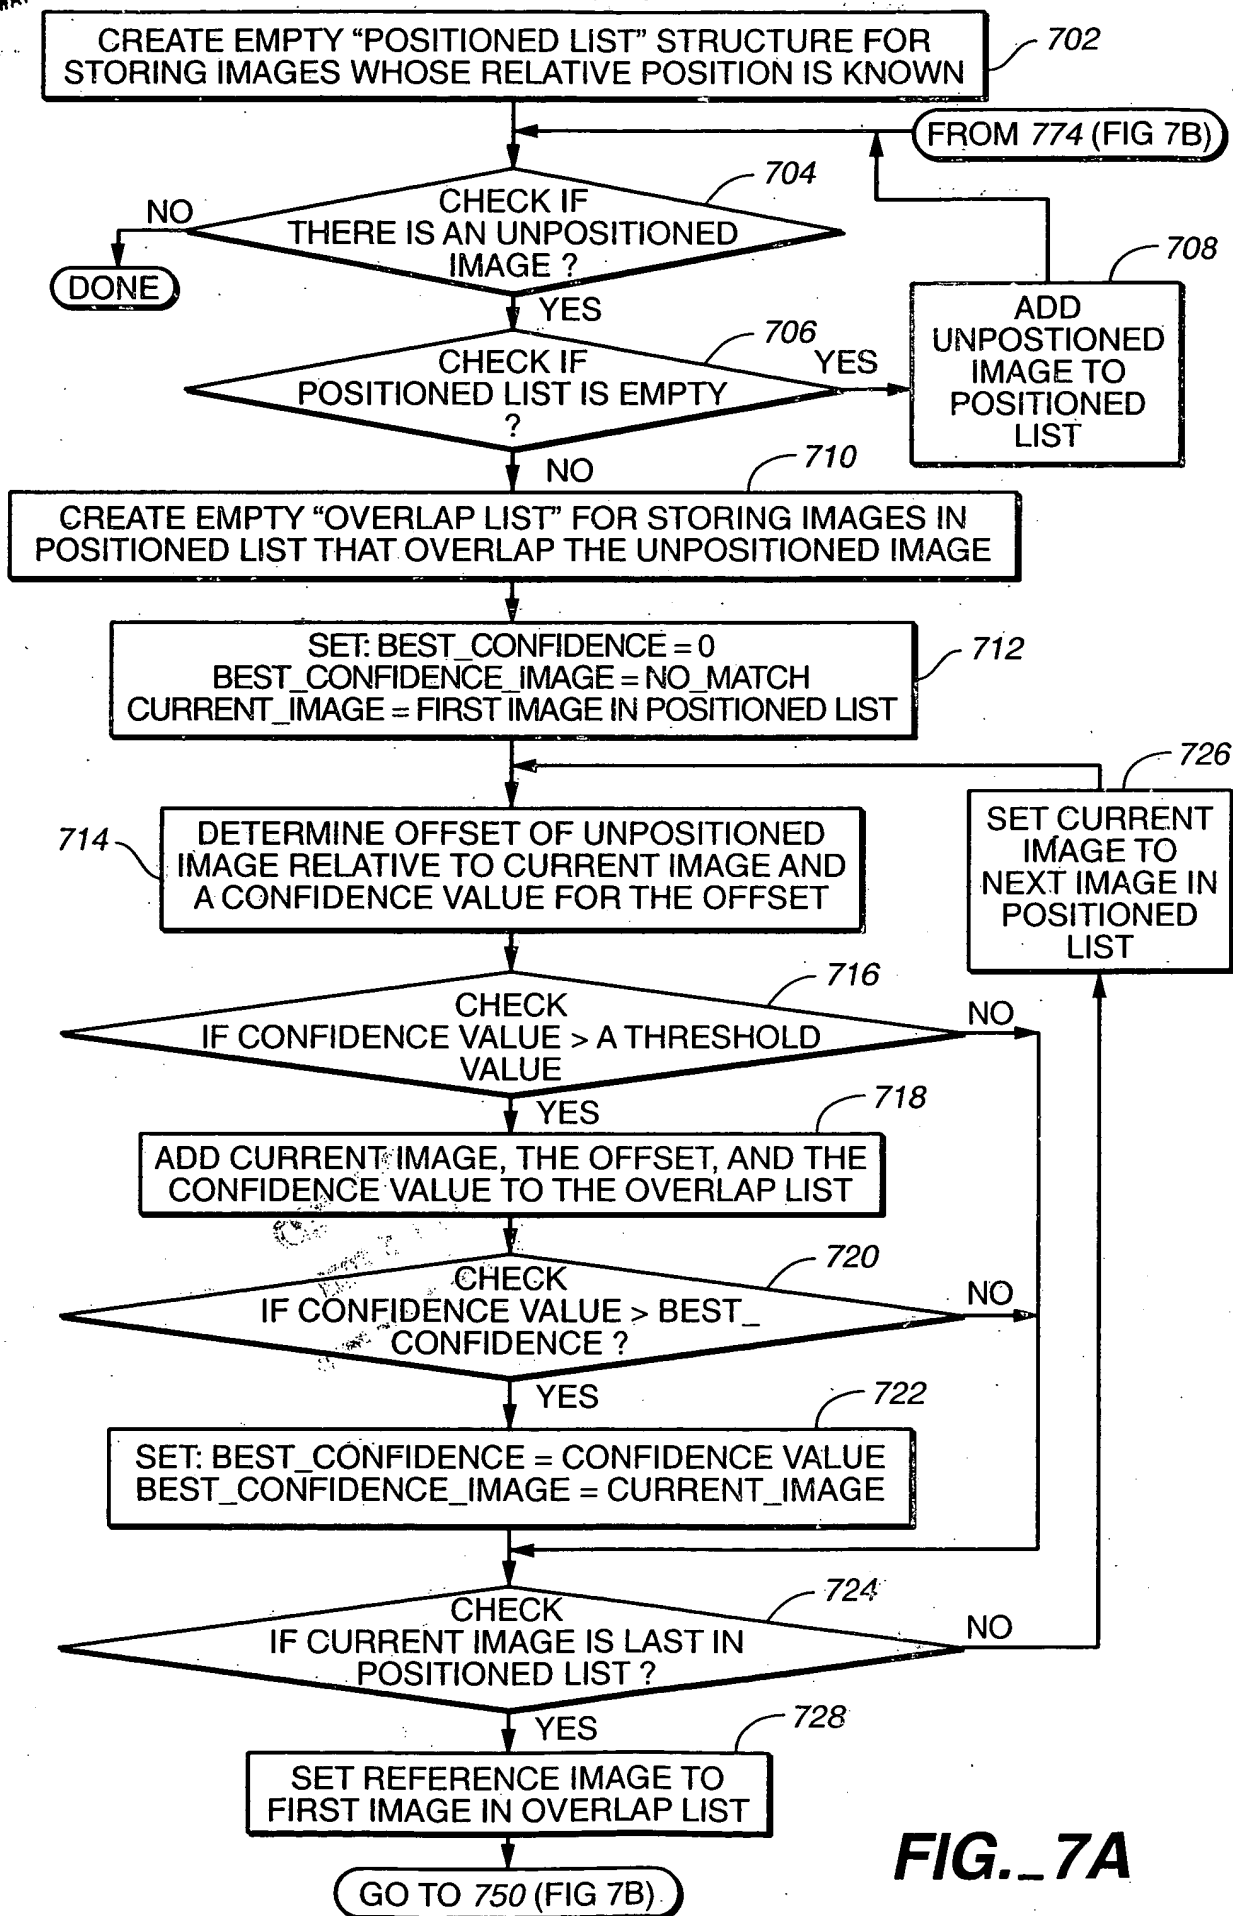 CREATE EMPTY “POSITIONED LIST” STRUCTURE FOR
STORING IMAGES WHOSE RELATIVE POSITION IS KNOWN
702
FROM 774 (FIG 7B)
704
CHECK IF
THERE IS AN UNPOSITIONED
IMAGE ?
NO
DONE
YES
708
ADD
UNPOSTIONED
IMAGE TO
POSITIONED
LIST
706
CHECK IF
POSITIONED LIST IS EMPTY
?
YES
NO
710
CREATE EMPTY “OVERLAP LIST” FOR STORING IMAGES IN
POSITIONED LIST THAT OVERLAP THE UNPOSITIONED IMAGE
SET: BEST_CONFIDENCE = 0
BEST_CONFIDENCE_IMAGE = NO_MATCH
CURRENT_IMAGE = FIRST IMAGE IN POSITIONED LIST
712
726
SET CURRENT
IMAGE TO
NEXT IMAGE IN
POSITIONED
LIST
714
DETERMINE OFFSET OF UNPOSITIONED
IMAGE RELATIVE TO CURRENT IMAGE AND
A CONFIDENCE VALUE FOR THE OFFSET
716
CHECK
IF CONFIDENCE VALUE > A THRESHOLD
VALUE
NO
YES
718
ADD CURRENT IMAGE, THE OFFSET, AND THE
CONFIDENCE VALUE TO THE OVERLAP LIST
720
CHECK
IF CONFIDENCE VALUE > BEST_
CONFIDENCE ?
NO
YES
722
SET: BEST_CONFIDENCE = CONFIDENCE VALUE
BEST_CONFIDENCE_IMAGE = CURRENT_IMAGE
724
CHECK
IF CURRENT IMAGE IS LAST IN
POSITIONED LIST ?
NO
YES
728
SET REFERENCE IMAGE TO
FIRST IMAGE IN OVERLAP LIST
GO TO 750 (FIG 7B)
FIG._7A